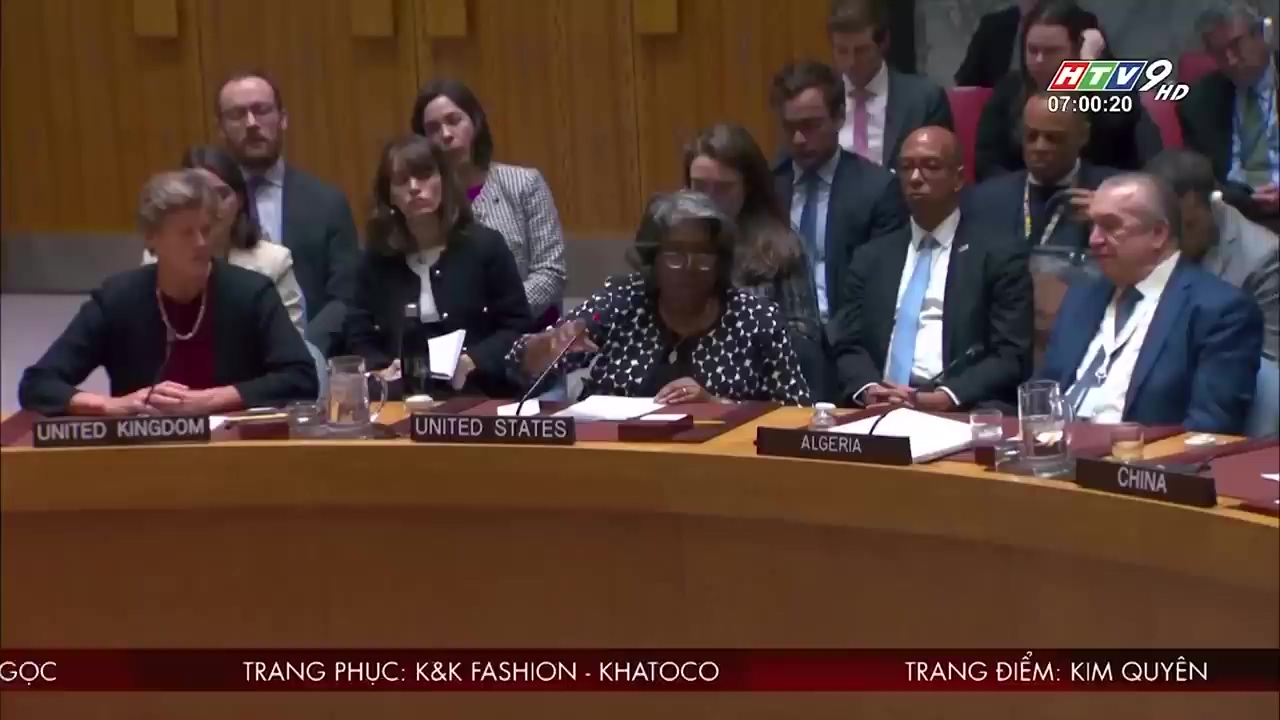 HTV9 HD
07:00:20
UNITED KINGDOM
UNITED STATES
ALGERIA
CHINA
GỌC TRANG PHỤC: K&K FASHION - KHATOCO TRANG ĐIỂM: KIM QUYÊN